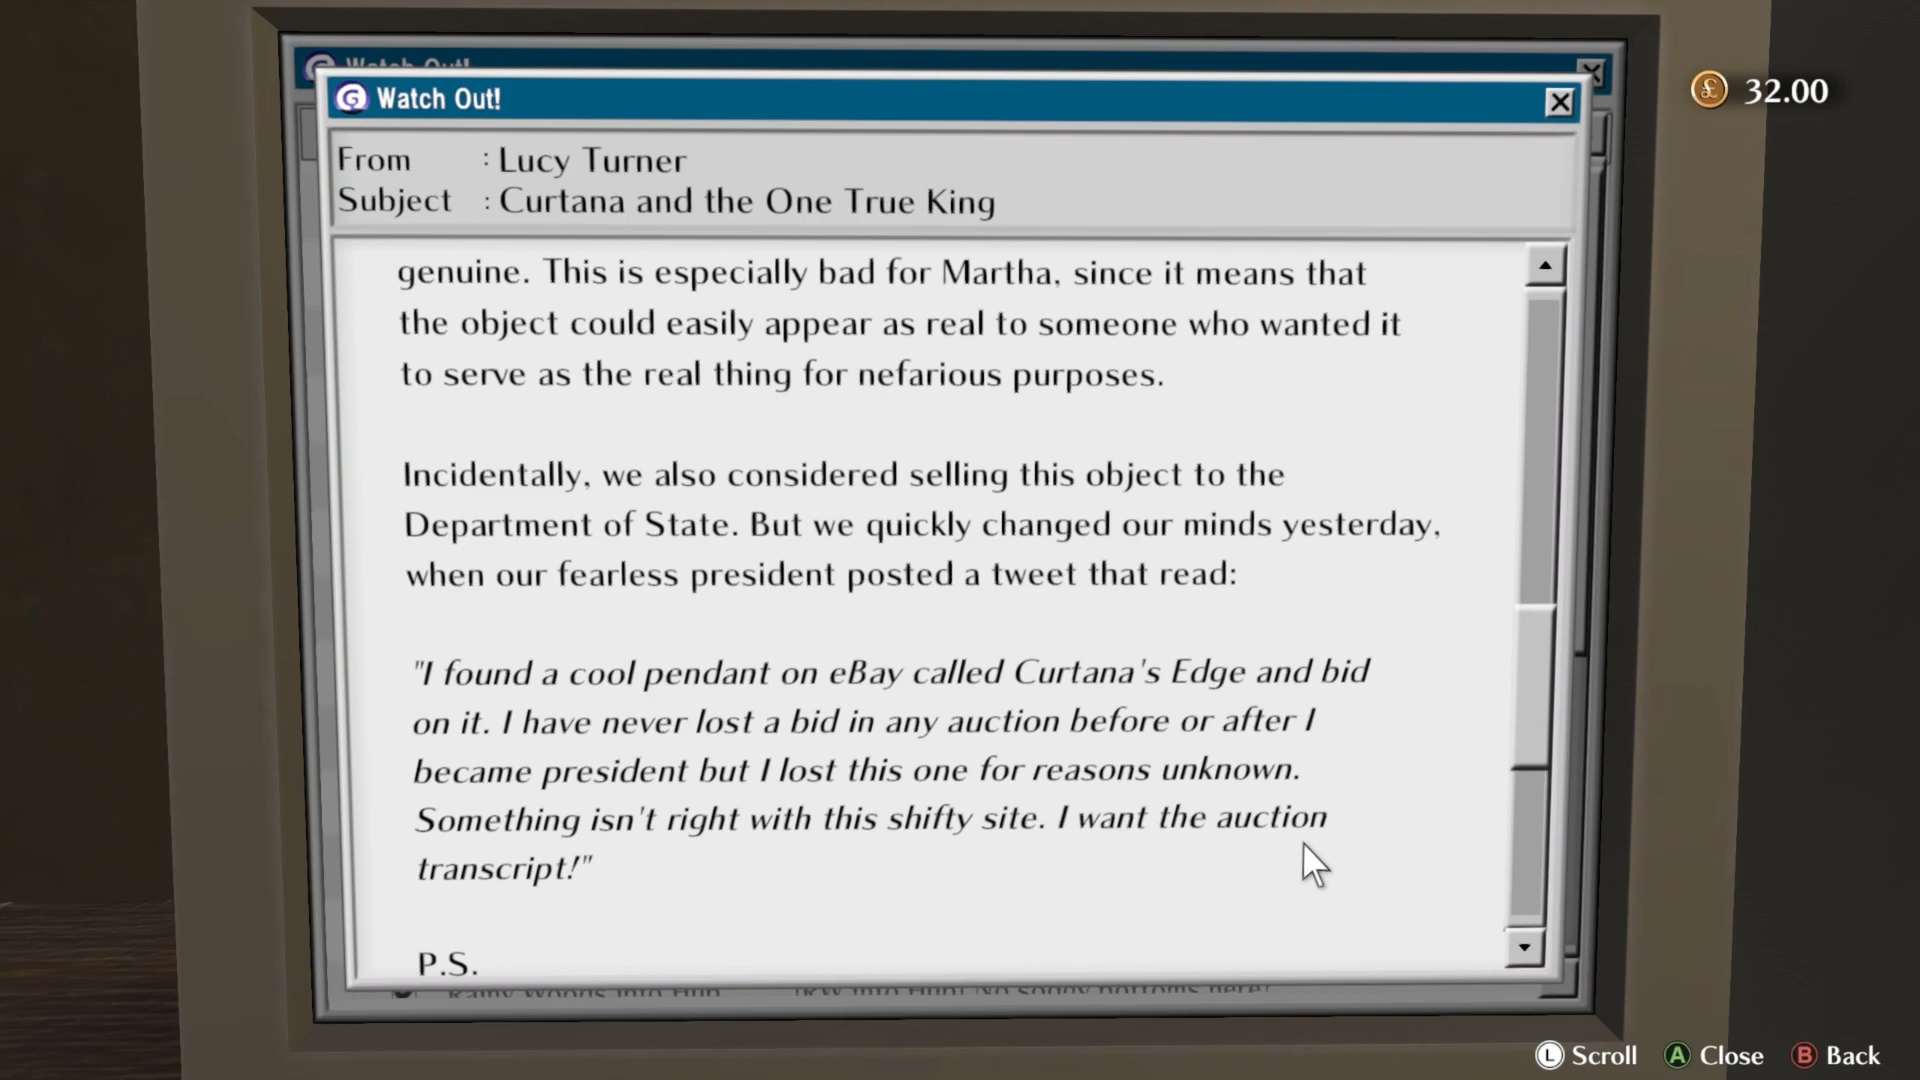 Watch Out!
Watch Out!
32.00
From : Lucy Turner
Subject : Curtana and the One True King
genuine. This is especially bad for Martha, since it means that
the object could easily appear as real to someone who wanted it
to serve as the real thing for nefarious purposes.
Incidentally, we also considered selling this object to the
Department of State. But we quickly changed our minds yesterday,
when our fearless president posted a tweet that read:
"I found a cool pendant on eBay called Curtana's Edge and bid
on it. I have never lost a bid in any auction before or after I
became president but I lost this one for reasons unknown.
Something isn't right with this shifty site. I want the auction
transcript!"
P.S.
L Scroll A Close B Back